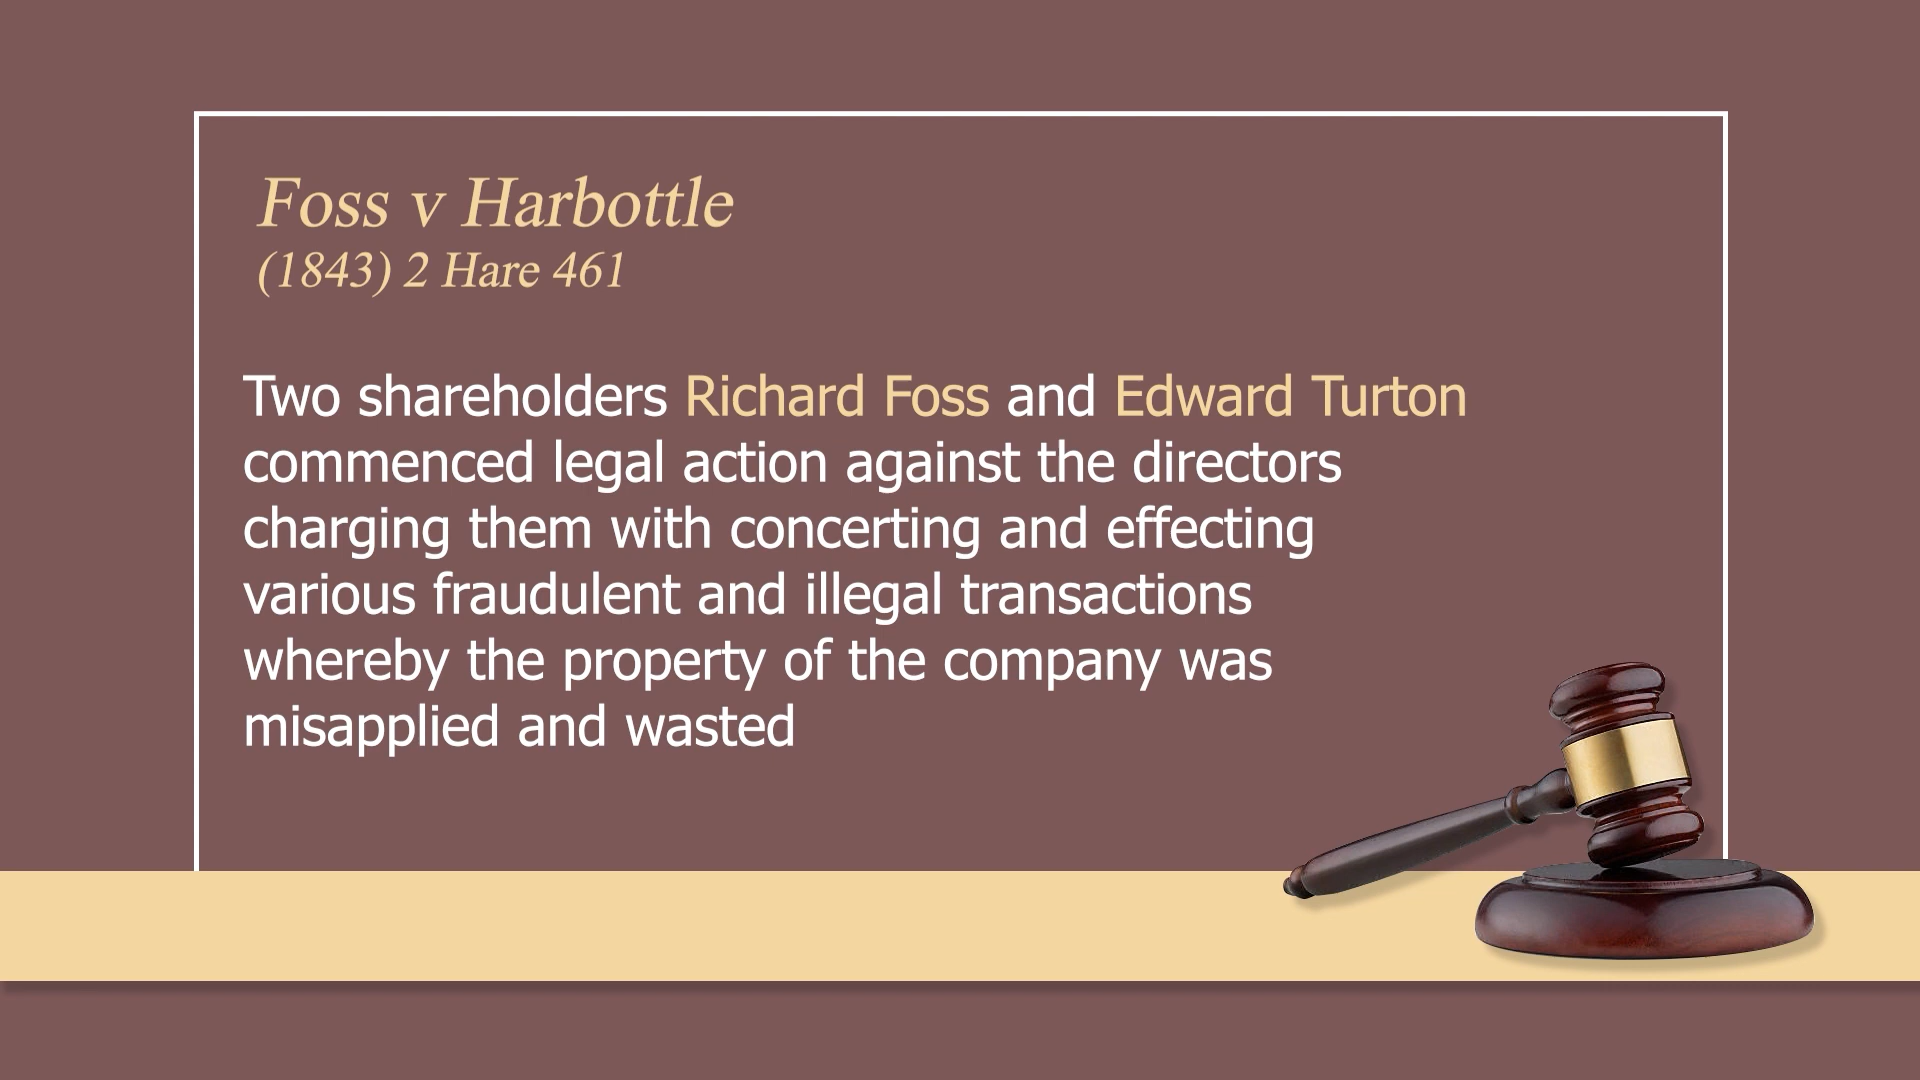 Foss v Harbottle
(1843) 2 Hare 461
Two shareholders Richard Foss and Edward Turton
commenced legal action against the directors
charging them with concerting and effecting
various fraudulent and illegal transactions
whereby the property of the company was
misapplied and wasted